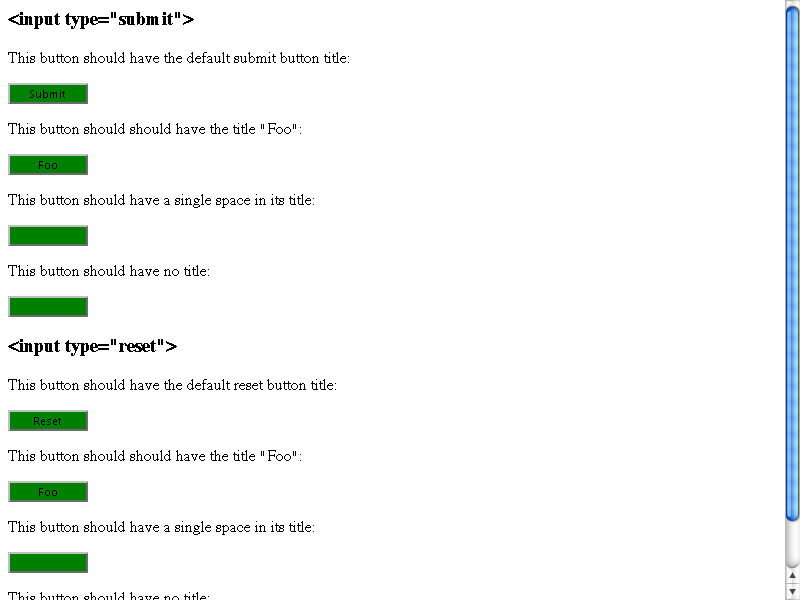 <input type="submit">
This button should have the default submit button title:
Submit
This button should should have the title "Foo":
Foo
This button should have a single space in its title:
This button should have no title:
<input type="reset">
This button should have the default reset button title:
Reset
This button should should have the title "Foo":
Foo
This button should have a single space in its title:
This button should have no title: